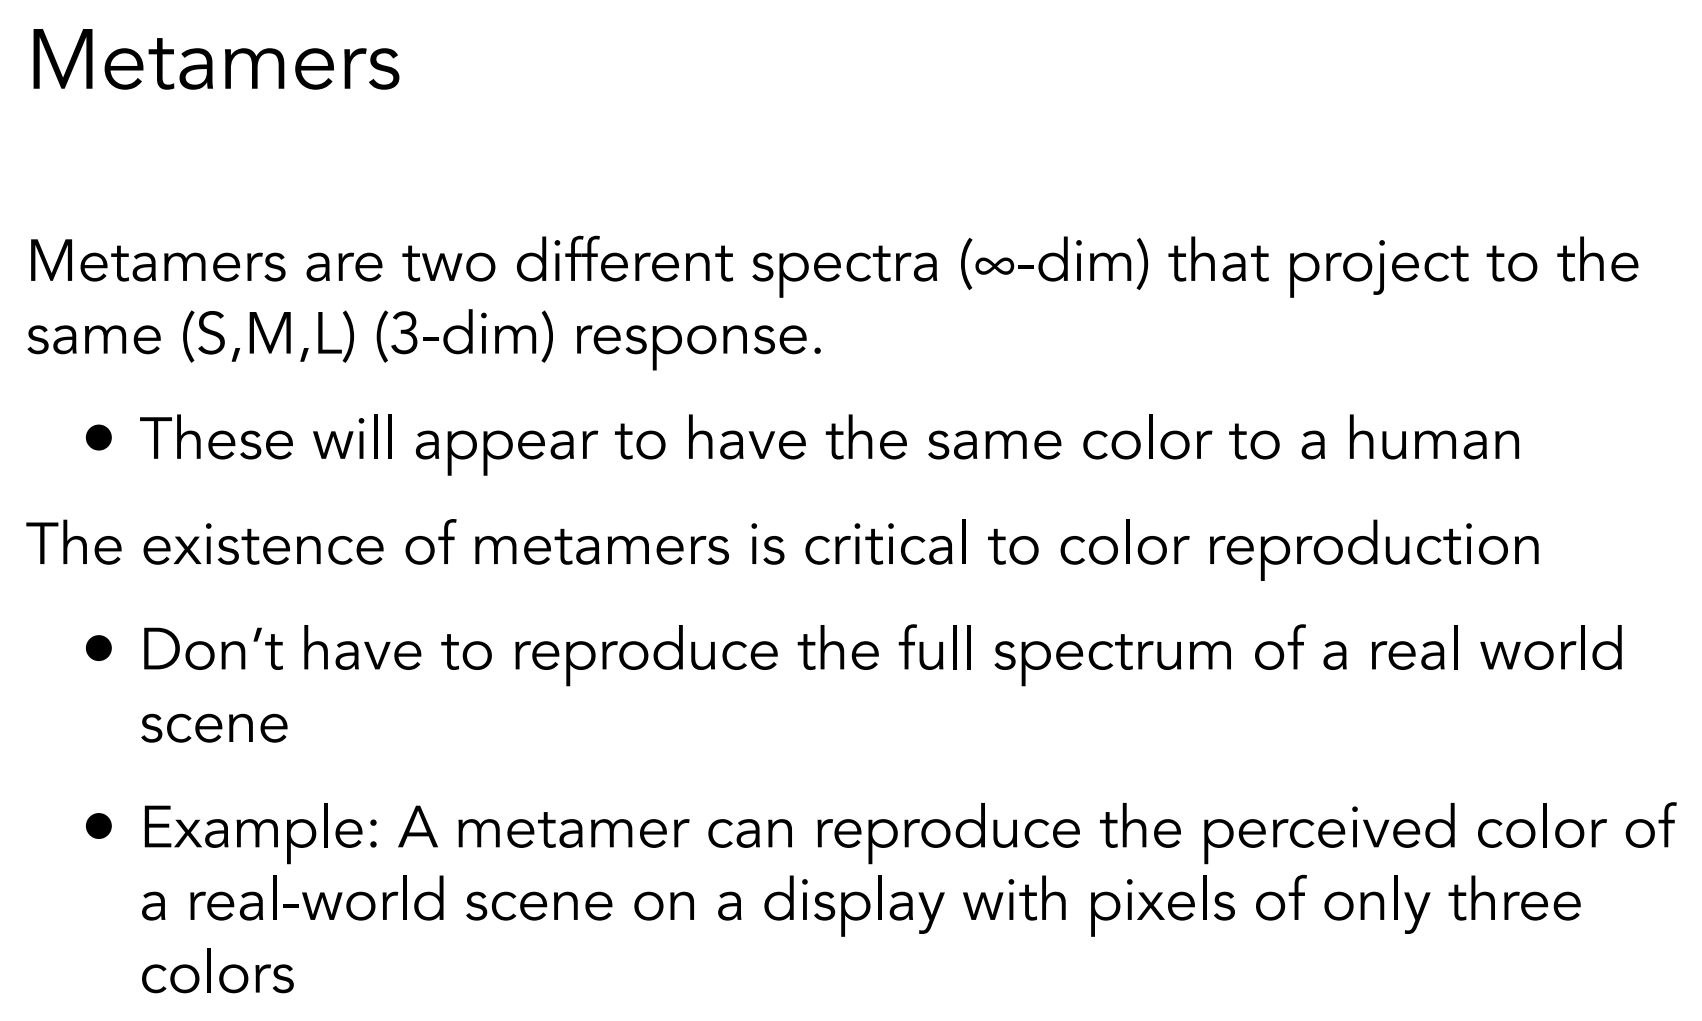 Metamers
Metamers are two different spectra (∞-dim) that project to the
same (S,M,L) (3-dim) response.
• These will appear to have the same color to a human
The existence of metamers is critical to color reproduction
• Don’t have to reproduce the full spectrum of a real world
scene
• Example: A metamer can reproduce the perceived color of
a real-world scene on a display with pixels of only three
colors